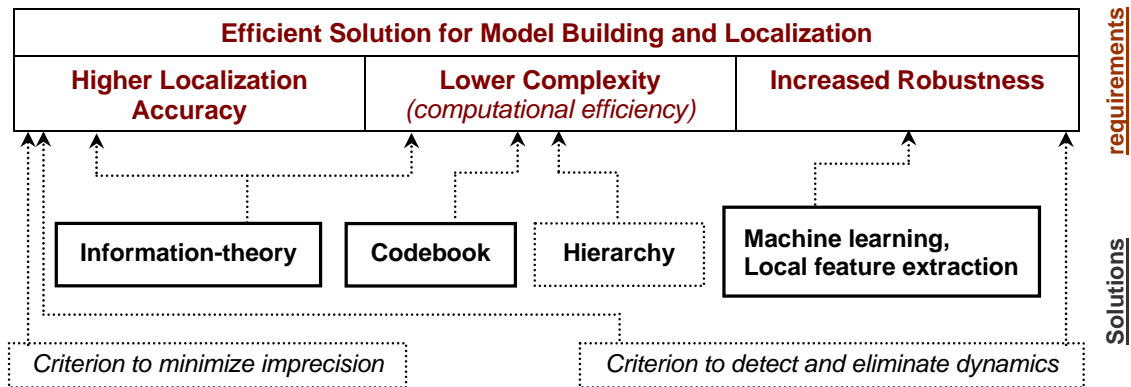 Efficient Solution for Model Building and Localization
Higher Localization
Accuracy
Lower Complexity
(computational efficiency)
Increased Robustness
requirements
Information-theory
Codebook
Hierarchy
Machine learning,
Local feature extraction
Solutions
Criterion to minimize imprecision
Criterion to detect and eliminate dynamics